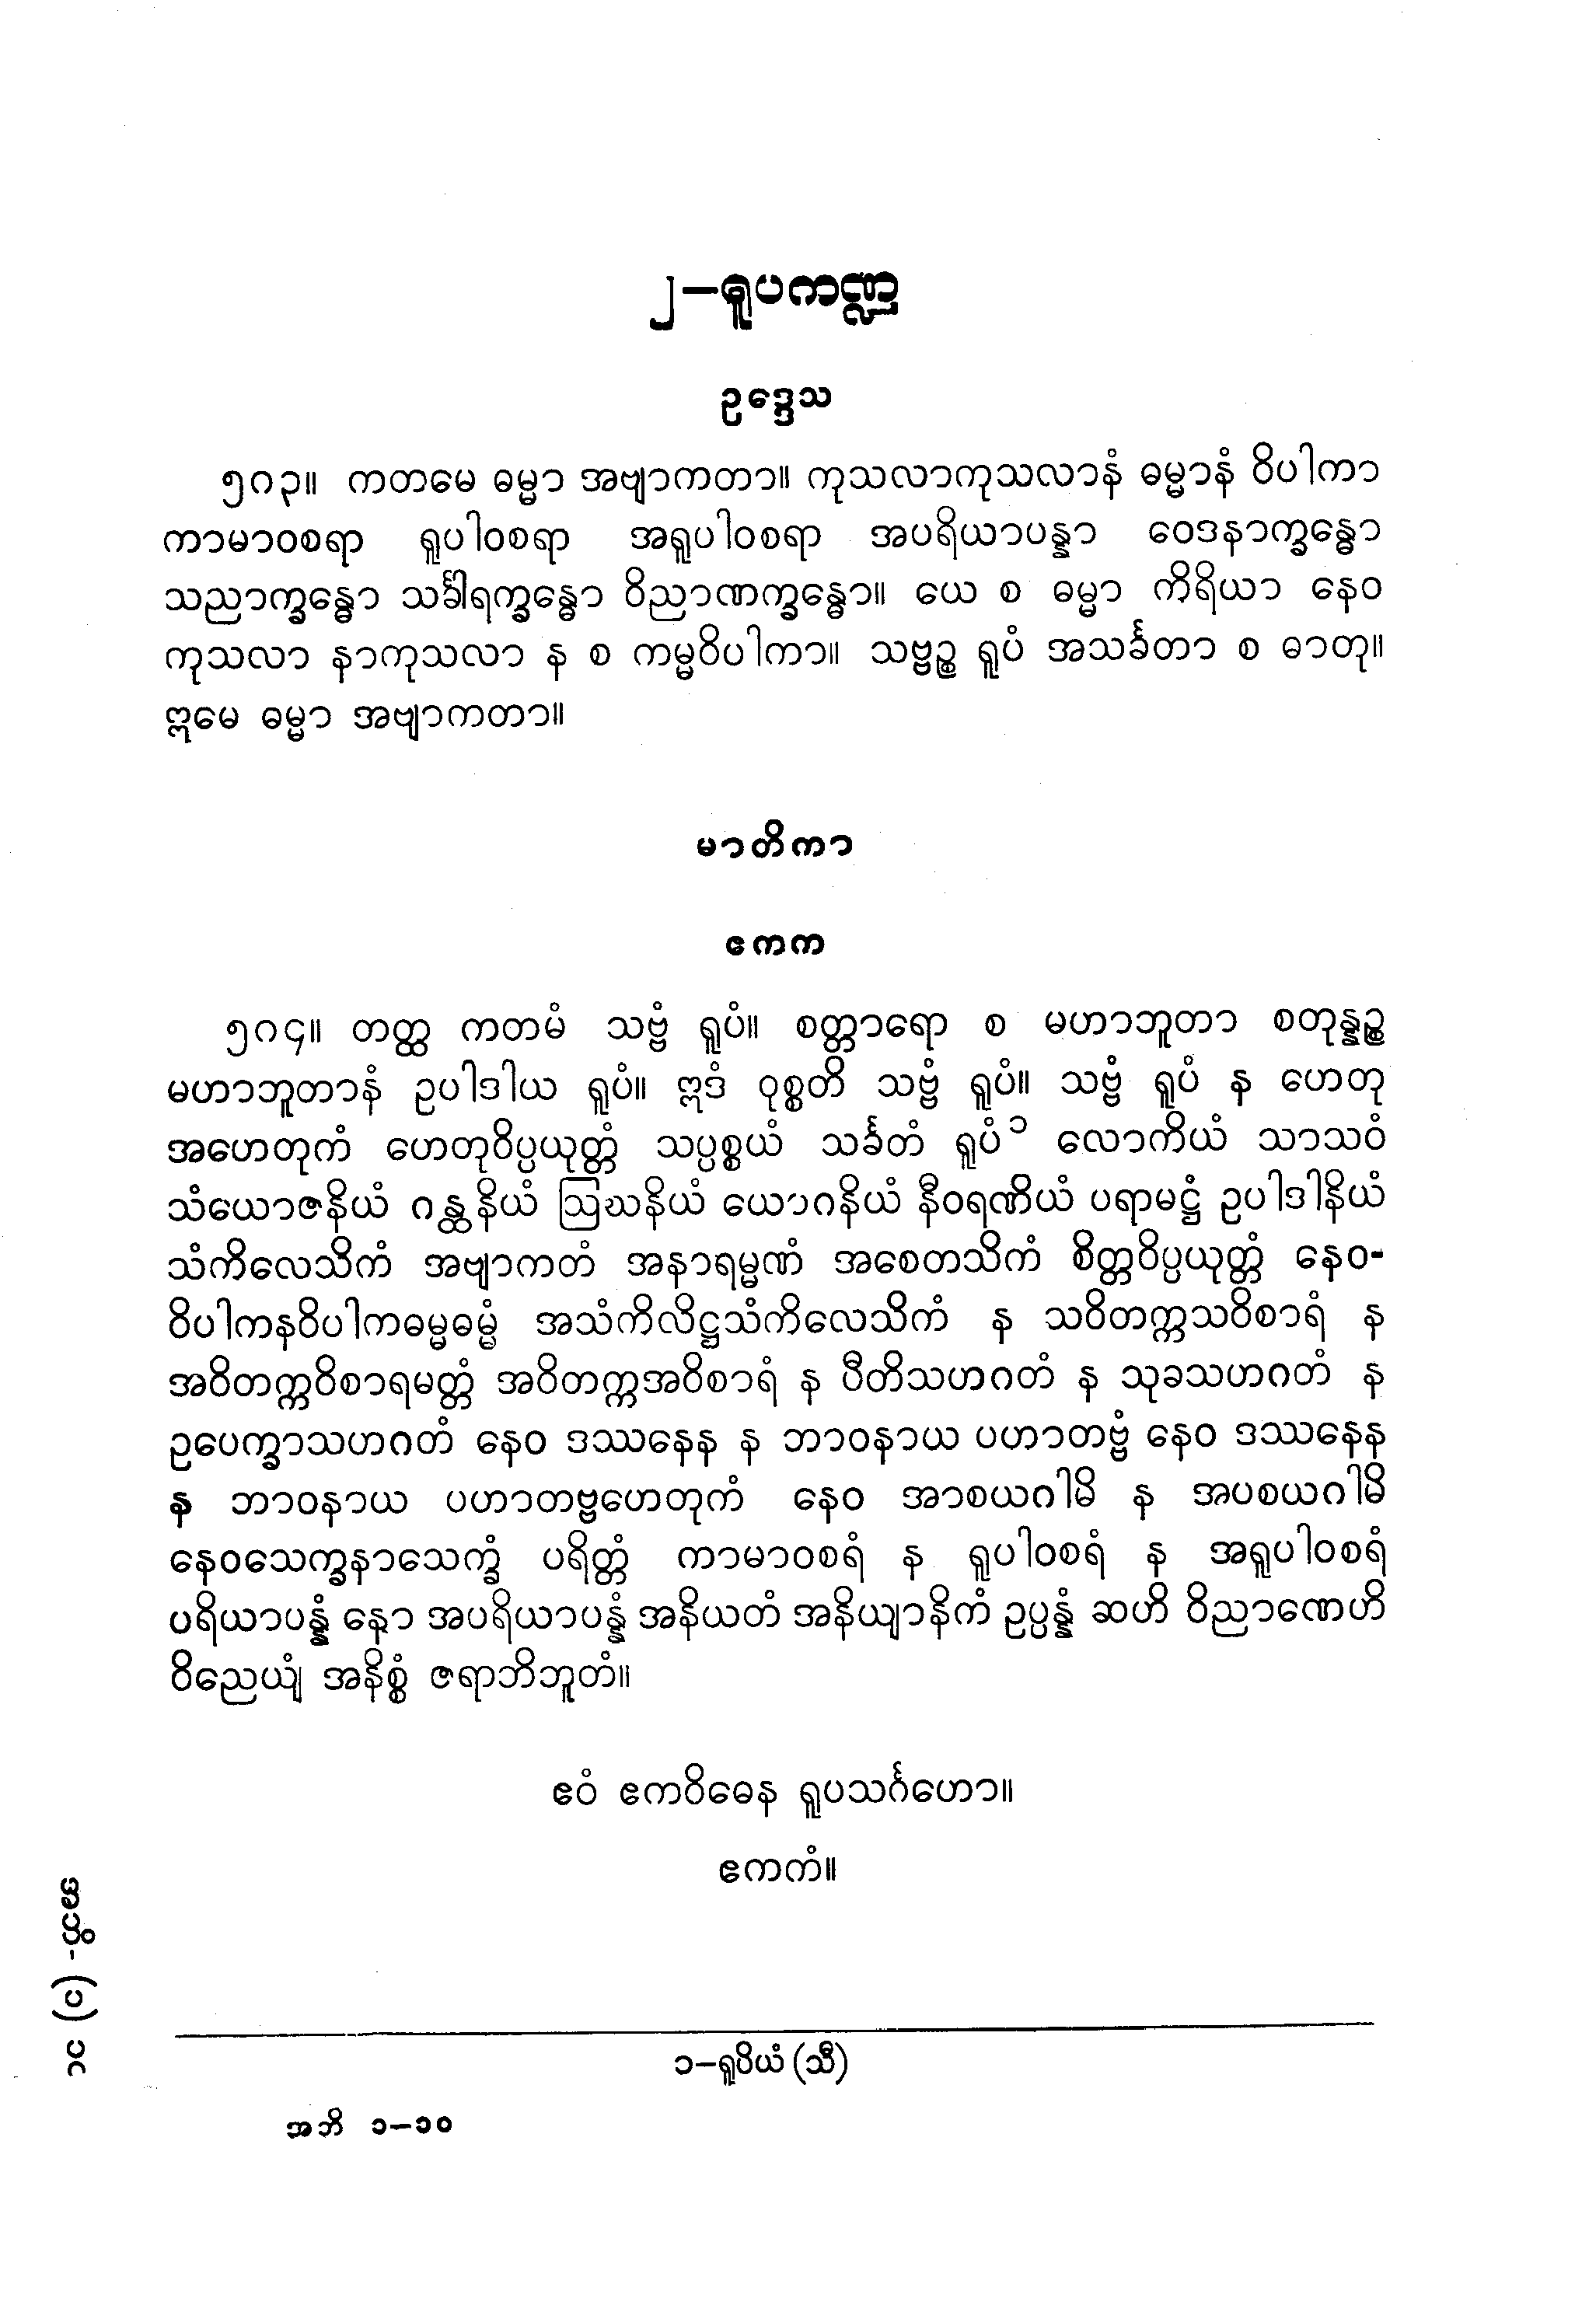 ၂–ရူပကဏ္ဍ
ဥဒ္ဒေသ
၅၈၃။ ကတမေ ဓမ္မာ အဗျာကတာ။ ကုသလာကုသလာနံ ဓမ္မာနံ ဝိပါကာ
ကာမာဝစရာ ရူပါဝစရာ အရူပါဝစရာ အပရိယာပန္နာ ဝေဒနာက္ခန္ဓော
သညာက္ခန္ဓော သင်္ခါရက္ခန္ဓော ဝိညာဏက္ခန္ဓော။ ယေ စ ဓမ္မာ ကိရိယာ နေဝ
ကုသလာ နာကုသလာ န စ ကမ္မဝိပါကာ။ သဗ္ဗဉ္စ ရူပံ အသင်္ခတာ စ ဓာတု။
ဣမေ ဓမ္မာ အဗျာကတာ။
မာတိကာ
ဧကက
၅၈၄။ တတ္ထ ကတမံ သဗ္ဗံ ရူပံ။ စတ္တာရော စ မဟာဘူတာ စတုန္နဉ္စ
မဟာဘူတာနံ ဥပါဒါယ ရူပံ။ ဣဒံ ဝုစ္စတိ သဗ္ဗံ ရူပံ။ သဗ္ဗံ ရူပံ န ဟေတု
အဟေတုကံ ဟေတုဝိပ္ပယုတ္တံ သပ္ပစ္စယံ သင်္ခတံ ရူပံ၁ လောကိယံ သာသဝံ
သံယောဇနိယံ ဂန္ထနိယံ ဩဃနိယံ ယောဂနိယံ နီဝရဏိယံ ပရာမဋ္ဌံ ဥပါဒါနိယံ
သံကိလေသိကံ အဗျာကတံ အနာရမ္မဏံ အစေတသိကံ စိတ္တဝိပ္ပယုတ္တံ နေဝ-
ဝိပါကနဝိပါကဓမ္မဓမ္မံ အသံကိလိဋ္ဌသံကိလေသိကံ န သဝိတက္ကသဝိစာရံ န
အဝိတက္ကဝိစာရမတ္တံ အဝိတက္ကအဝိစာရံ န ပီတိသဟဂတံ န သုခသဟဂတံ န
ဥပေက္ခာသဟဂတံ နေဝ ဒဿနေန န ဘာဝနာယ ပဟာတဗ္ဗံ နေဝ ဒဿနေန
န ဘာဝနာယ ပဟာတဗ္ဗဟေတုကံ နေဝ အာစယဂါမိ န အပစယဂါမိ
နေဝသေက္ခနာသေက္ခံ ပရိတ္တံ ကာမာဝစရံ န ရူပါဝစရံ န အရူပါဝစရံ
ပရိယာပန္နံ နော အပရိယာပန္နံ အနိယတံ အနိယျာနိကံ ဥပ္ပန္နံ ဆဟိ ဝိညာဏေဟိ
ဝိညေယျံ အနိစ္စံ ဇရာဘိဘူတံ။
ဧဝံ ဧကဝိဓေန ရူပသင်္ဂဟော။
ဧကကံ။
၁–ရူပိယံ (သီ)
အဘိ ၁–၁၀